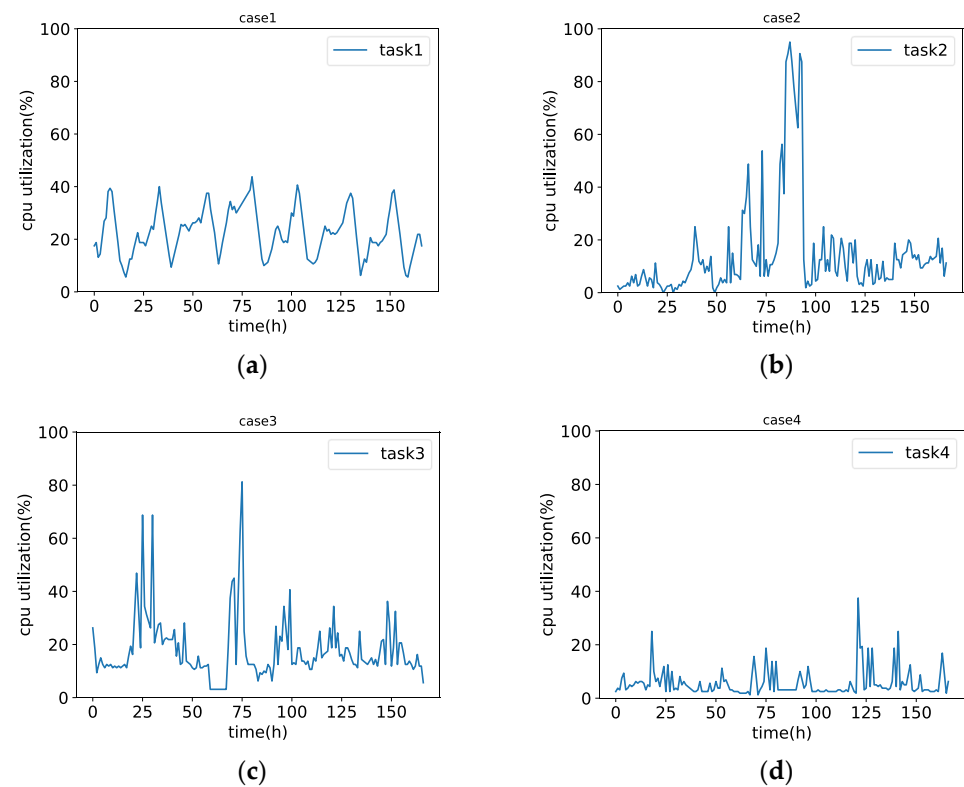 case1
100
80
60
40
20
0
cpu utilization(%)
task1
0 25 50 75 100 125 150
time(h)
(a)
case2
100
80
60
40
20
0
cpu utilization(%)
task2
0 25 50 75 100 125 150
time(h)
(b)
case3
100
80
60
40
20
0
cpu utilization(%)
task3
0 25 50 75 100 125 150
time(h)
(c)
case4
100
80
60
40
20
0
cpu utilization(%)
task4
0 25 50 75 100 125 150
time(h)
(d)